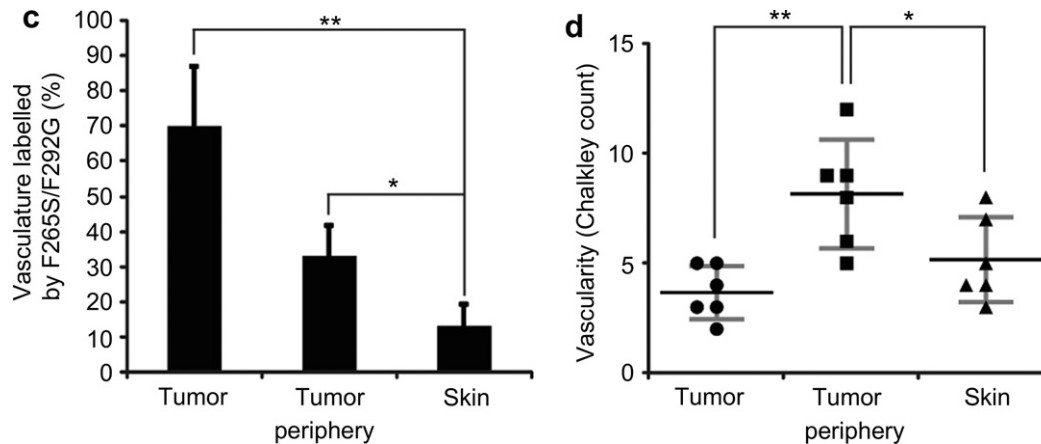 c
Vasculature labelled
by F265S/F292G (%)
100
90
80
70
60
50
40
30
20
10
0
**
*
Tumor
Tumor
periphery
Skin
d
Vascularity (Chalkley count)
15
10
5
0
**
*
Tumor
Tumor
periphery
Skin